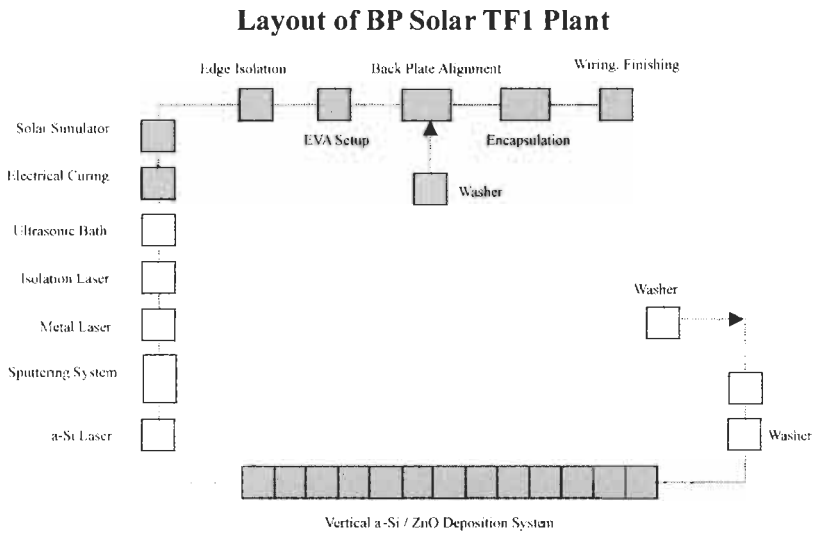 Layout of BP Solar TF1 Plant
Edge Isolation
Back Plate Alignment
Wiring, Finishing
Solar Simulator
EVA Setup
Encapsulation
Electrical Curing
Washer
Ultrasonic Bath
Isolation Laser
Washer
Metal Laser
Sputtering System
a-Si Laser
Washer
Vertical a-Si / ZnO Deposition System